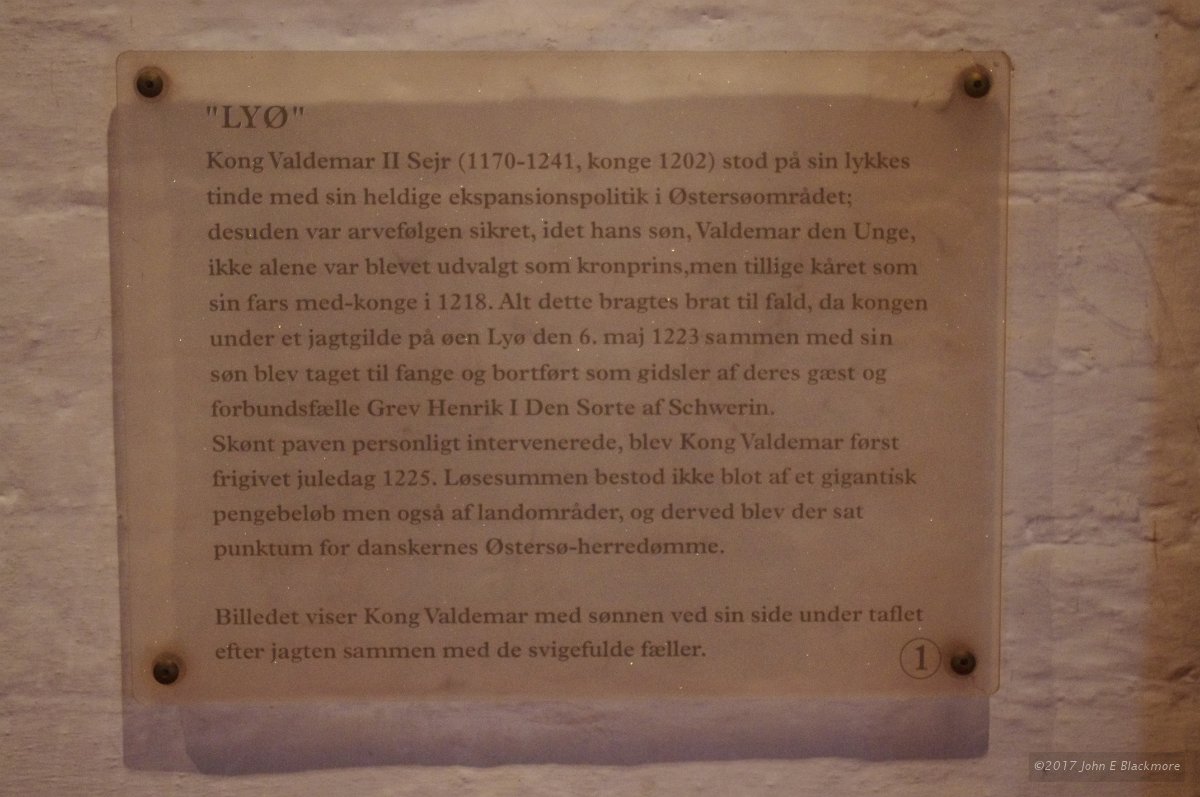 "LYØ"
Kong Valdemar II Sejr (1170-1241, konge 1202) stod på sin lykkes
tinde med sin heldige ekspansionspolitik i Østersøområdet;
desuden var arvefølgen sikret, idet hans søn, Valdemar den Unge,
ikke alene var blevet udvalgt som kronprins,men tillige kåret som
sin fars med-konge i 1218. Alt dette bragtes brat til fald, da kongen
under et jagtgilde på øen Lyø den 6. maj 1223 sammen med sin
søn blev taget til fange og bortført som gidsler af deres gæst og
forbundsfælle Grev Henrik I Den Sorte af Schwerin.
Skønt paven personligt intervenerede, blev Kong Valdemar først
frigivet juledag 1225. Løsesummen bestod ikke blot af et gigantisk
pengebeløb men også af landområder, og derved blev der sat
punktum for danskernes Østersø-herredømme.
Billedet viser Kong Valdemar med sønnen ved sin side under taflet
efter jagten sammen med de svigefulde fæller.
1
©2017 John E Blackmore